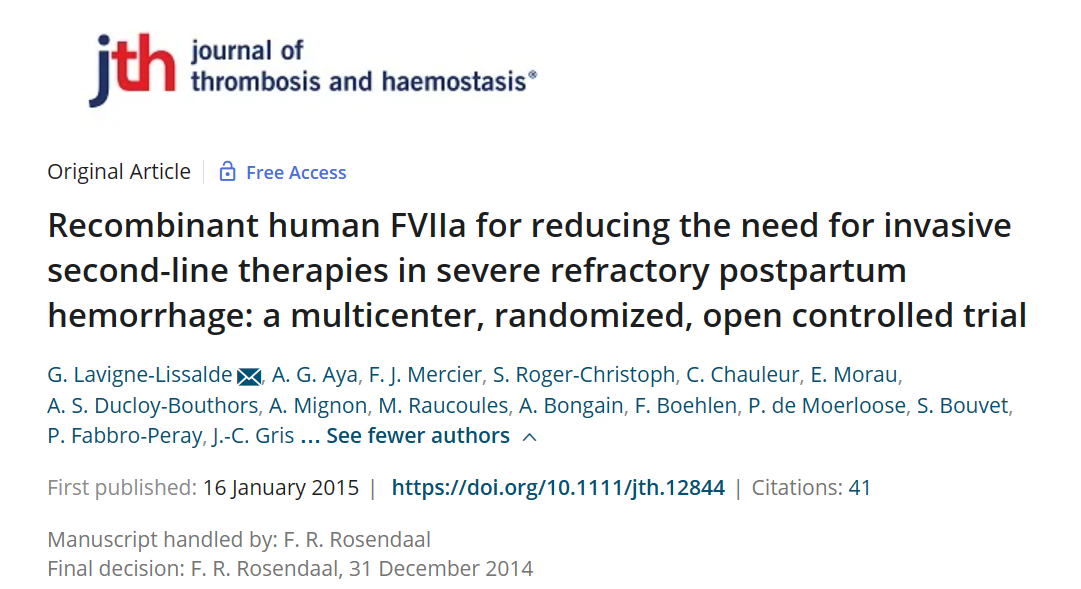 jth journal of
thrombosis and haemostasis®
Original Article Free Access
Recombinant human FVIIa for reducing the need for invasive
second-line therapies in severe refractory postpartum
hemorrhage: a multicenter, randomized, open controlled trial
G. Lavigne-Lissalde, A. G. Aya, F. J. Mercier, S. Roger-Christoph, C. Chauleur, E. Morau,
A. S. Ducloy-Bouthors, A. Mignon, M. Raucoules, A. Bongain, F. Boehlen, P. de Moerloose, S. Bouvet,
P. Fabbro-Peray, J.-C. Gris ... See fewer authors
First published: 16 January 2015 | https://doi.org/10.1111/jth.12844 | Citations: 41
Manuscript handled by: F. R. Rosendaal
Final decision: F. R. Rosendaal, 31 December 2014